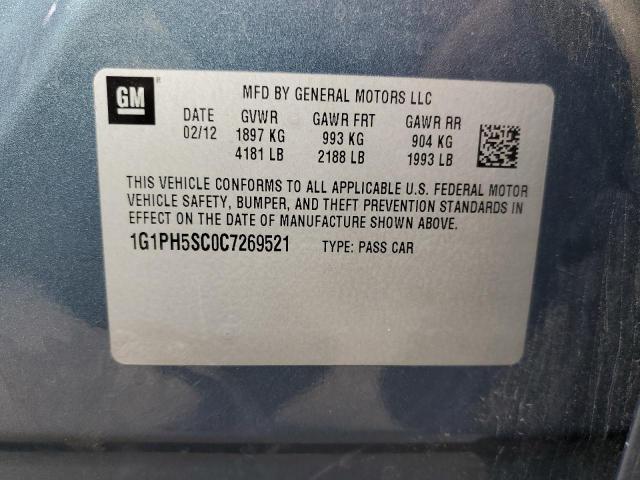 GM
MFD BY GENERAL MOTORS LLC
DATE GVWR GAWR FRT GAWR RR
02/12 1897 KG 993 KG 904 KG
4181 LB 2188 LB 1993 LB
THIS VEHICLE CONFORMS TO ALL APPLICABLE U.S. FEDERAL MOTOR
VEHICLE SAFETY, BUMPER, AND THEFT PREVENTION STANDARDS IN
EFFECT ON THE DATE OF MANUFACTURE SHOWN ABOVE.
1G1PH5SC0C7269521 TYPE: PASS CAR